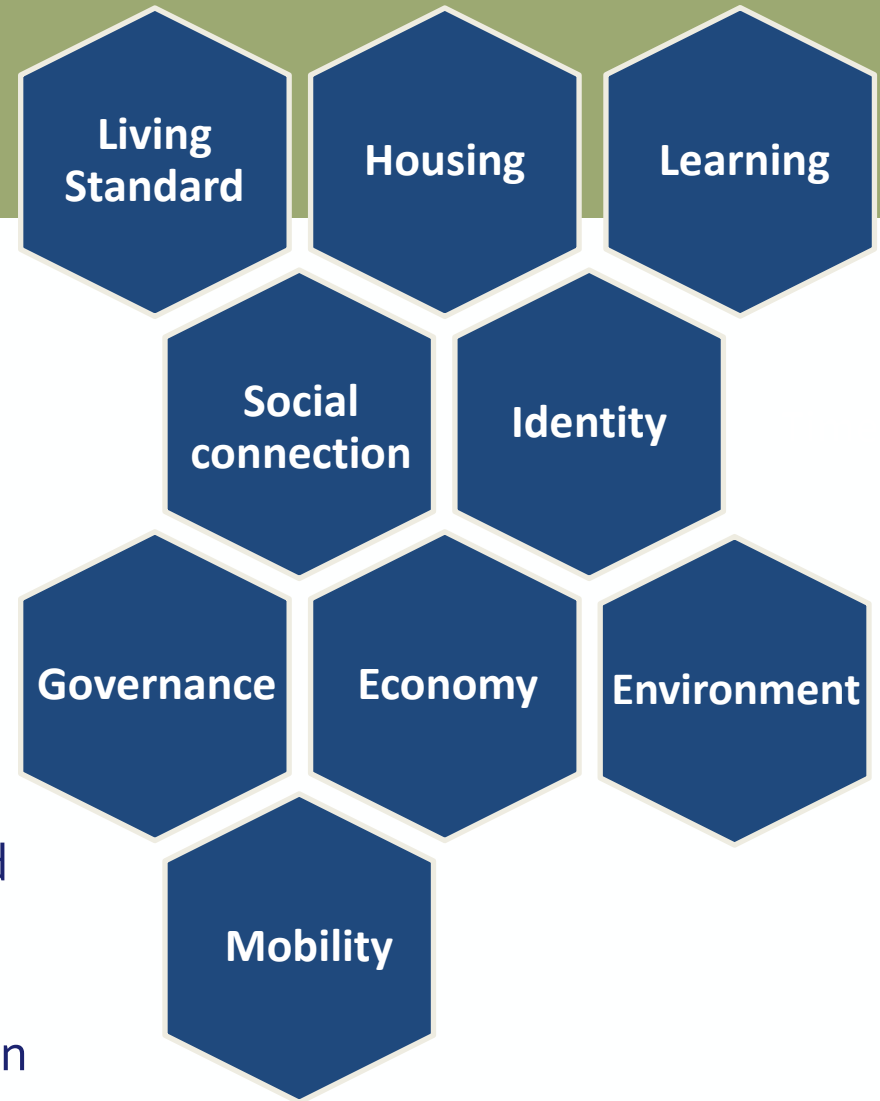 Living
Standard
Housing
Learning
Social
connection
Identity
Governance
Economy
Environment
Mobility